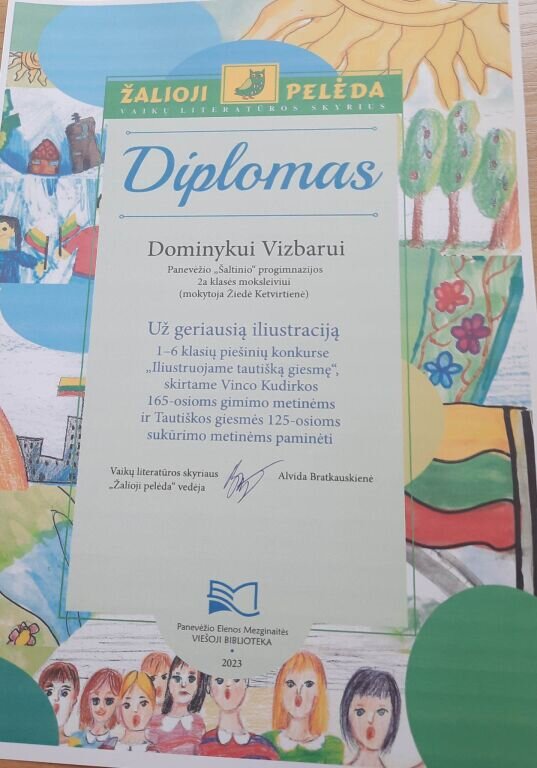 ŽALIOJI PELĖDA
VAIKŲ LITERATŪROS SKYRIUS
Diplomas
Dominykui Vizbarui
Panevėžio „Šaltinio“ progimnazijos
2a klasės moksleiviui
(mokytoja Žiedė Ketvirtienė)
Už geriausią iliustraciją
1–6 klasių piešinių konkurse
„Iliustruojame tautišką giesmę“,
skirtame Vinco Kudirkos
165-osioms gimimo metinėms
ir Tautiškos giesmės 125-osioms
sukūrimo metinėms paminėti
Vaikų literatūros skyriaus
„Žalioji pelėda“ vedėja
Alvida Bratkauskienė
Panevėžio Elenos Mezginaitės
VIEŠOJI BIBLIOTEKA
•
2023